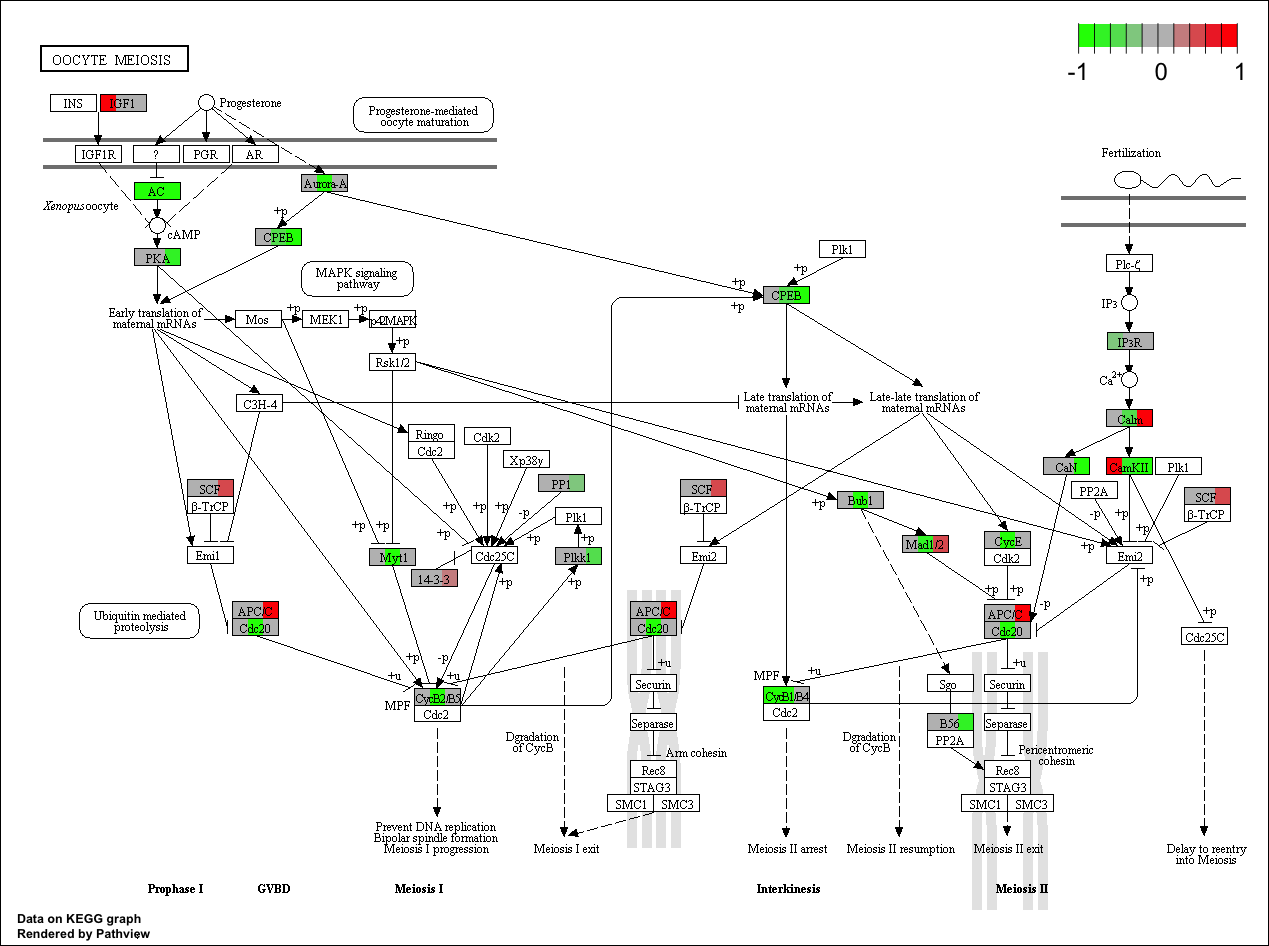 OOCYTE MEIOSIS
-1 0 1
INS
IGF1
Progesterone
Progesterone-mediated
oocyte maturation
IGF1R
?
PGR
AR
Fertilization
AC
Aurora-A
Xenopus oocyte
cAMP
+p
CPEB
PKA
Plk1
Plc-ξ
MAPK signaling
pathway
+p
+p
+p
CPEB
IP3
Early translation of
maternal mRNAs
Mos
+p
MEK1
+p
p42MAPK
+p
Rsk1/2
IP3R
Ca2+
C3H-4
Late translation of
maternal mRNAs
Late-late translation of
maternal mRNAs
Calm
Ringo
Cdc2
Cdk2
Xp38γ
CaN
CamKII
Plk1
SCF
β-TrCP
PP1
SCF
β-TrCP
+p
Bub1
PP2A
SCF
β-TrCP
+p
+p
+p
+p
+p
-p
+p
Plk1
+p
-p
+p
+p
Emi1
Myt1
Cdc25C
Plkk1
Emi2
Mad1/2
CycE
Cdk2
+p
Emi2
14-3-3
+p
+p
+p
+p
+p
-p
+p
Ubiquitin mediated
proteolysis
APC/C
Cdc20
APC/C
Cdc20
APC/C
Cdc20
Cdc25C
+p
-p
+u
+u
+u
+u
MPF
CycB2/B5
Cdc2
Securin
MPF
CycB1/B4
Cdc2
Sgo
Securin
Separase
B56
PP2A
Separase
Dgradation
of CycB
Arm cohesin
Dgradation
of CycB
Pericentromeric
cohesin
Rec8
STAG3
SMC1
SMC3
Rec8
STAG3
SMC1
SMC3
Prevent DNA replication
Bipolar spindle formation
Meiosis I progression
Meiosis I exit
Meiosis II arrest
Meiosis II resumption
Meiosis II exit
Delay to reentry
into Meiosis
Prophase I
GVBD
Meiosis I
Interkinesis
Meiosis II
Data on KEGG graph
Rendered by Pathview